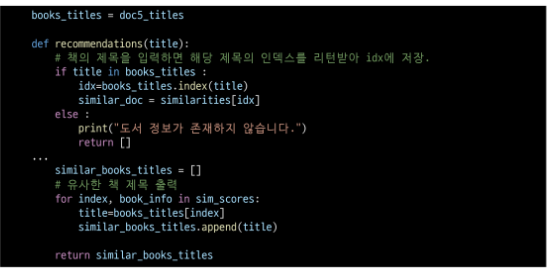 books_titles = doc5_titles

def recommendations(title):
    # 책의 제목을 입력하면 해당 제목의 인덱스를 리턴받아 idx에 저장.
    if title in books_titles :
        idx=books_titles.index(title)
        similar_doc = similarities[idx]
    else :
        print("도서 정보가 존재하지 않습니다.")
        return []
...
    similar_books_titles = []
    # 유사한 책 제목 출력
    for index, book_info in sim_scores:
        title=books_titles[index]
        similar_books_titles.append(title)

    return similar_books_titles